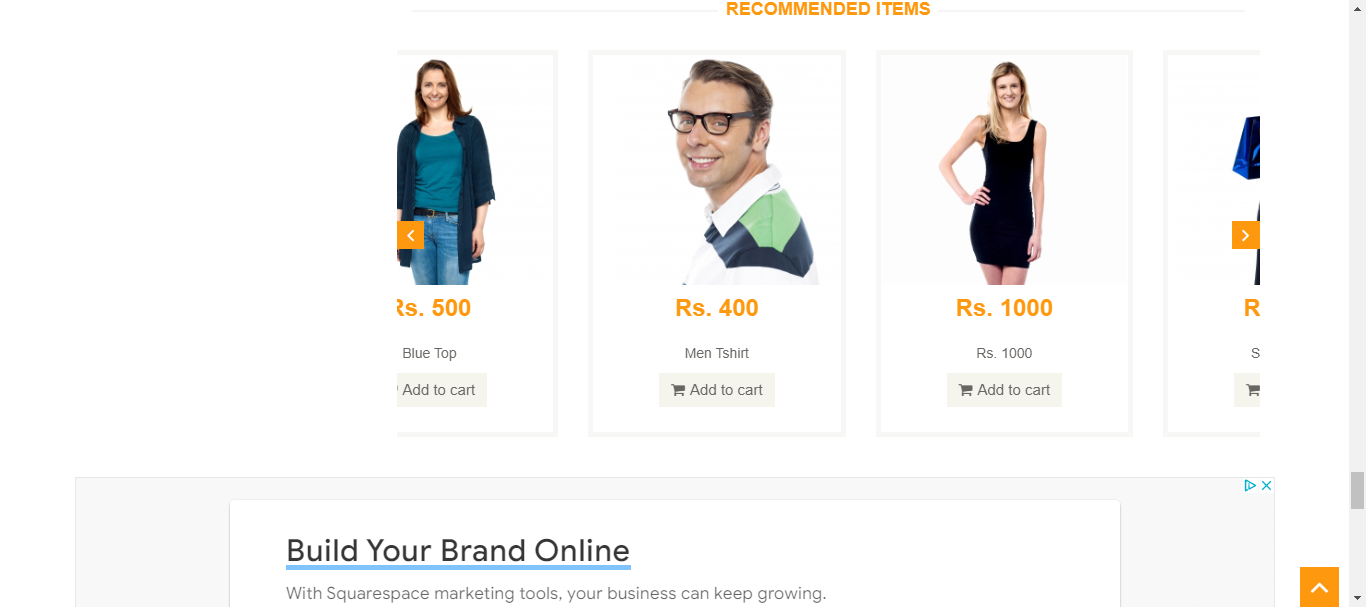 RECOMMENDED ITEMS
Rs. 500
Rs. 400
Rs. 1000
Blue Top
Men Tshirt
Rs. 1000
Add to cart
Add to cart
Add to cart
Build Your Brand Online
With Squarespace marketing tools, your business can keep growing.